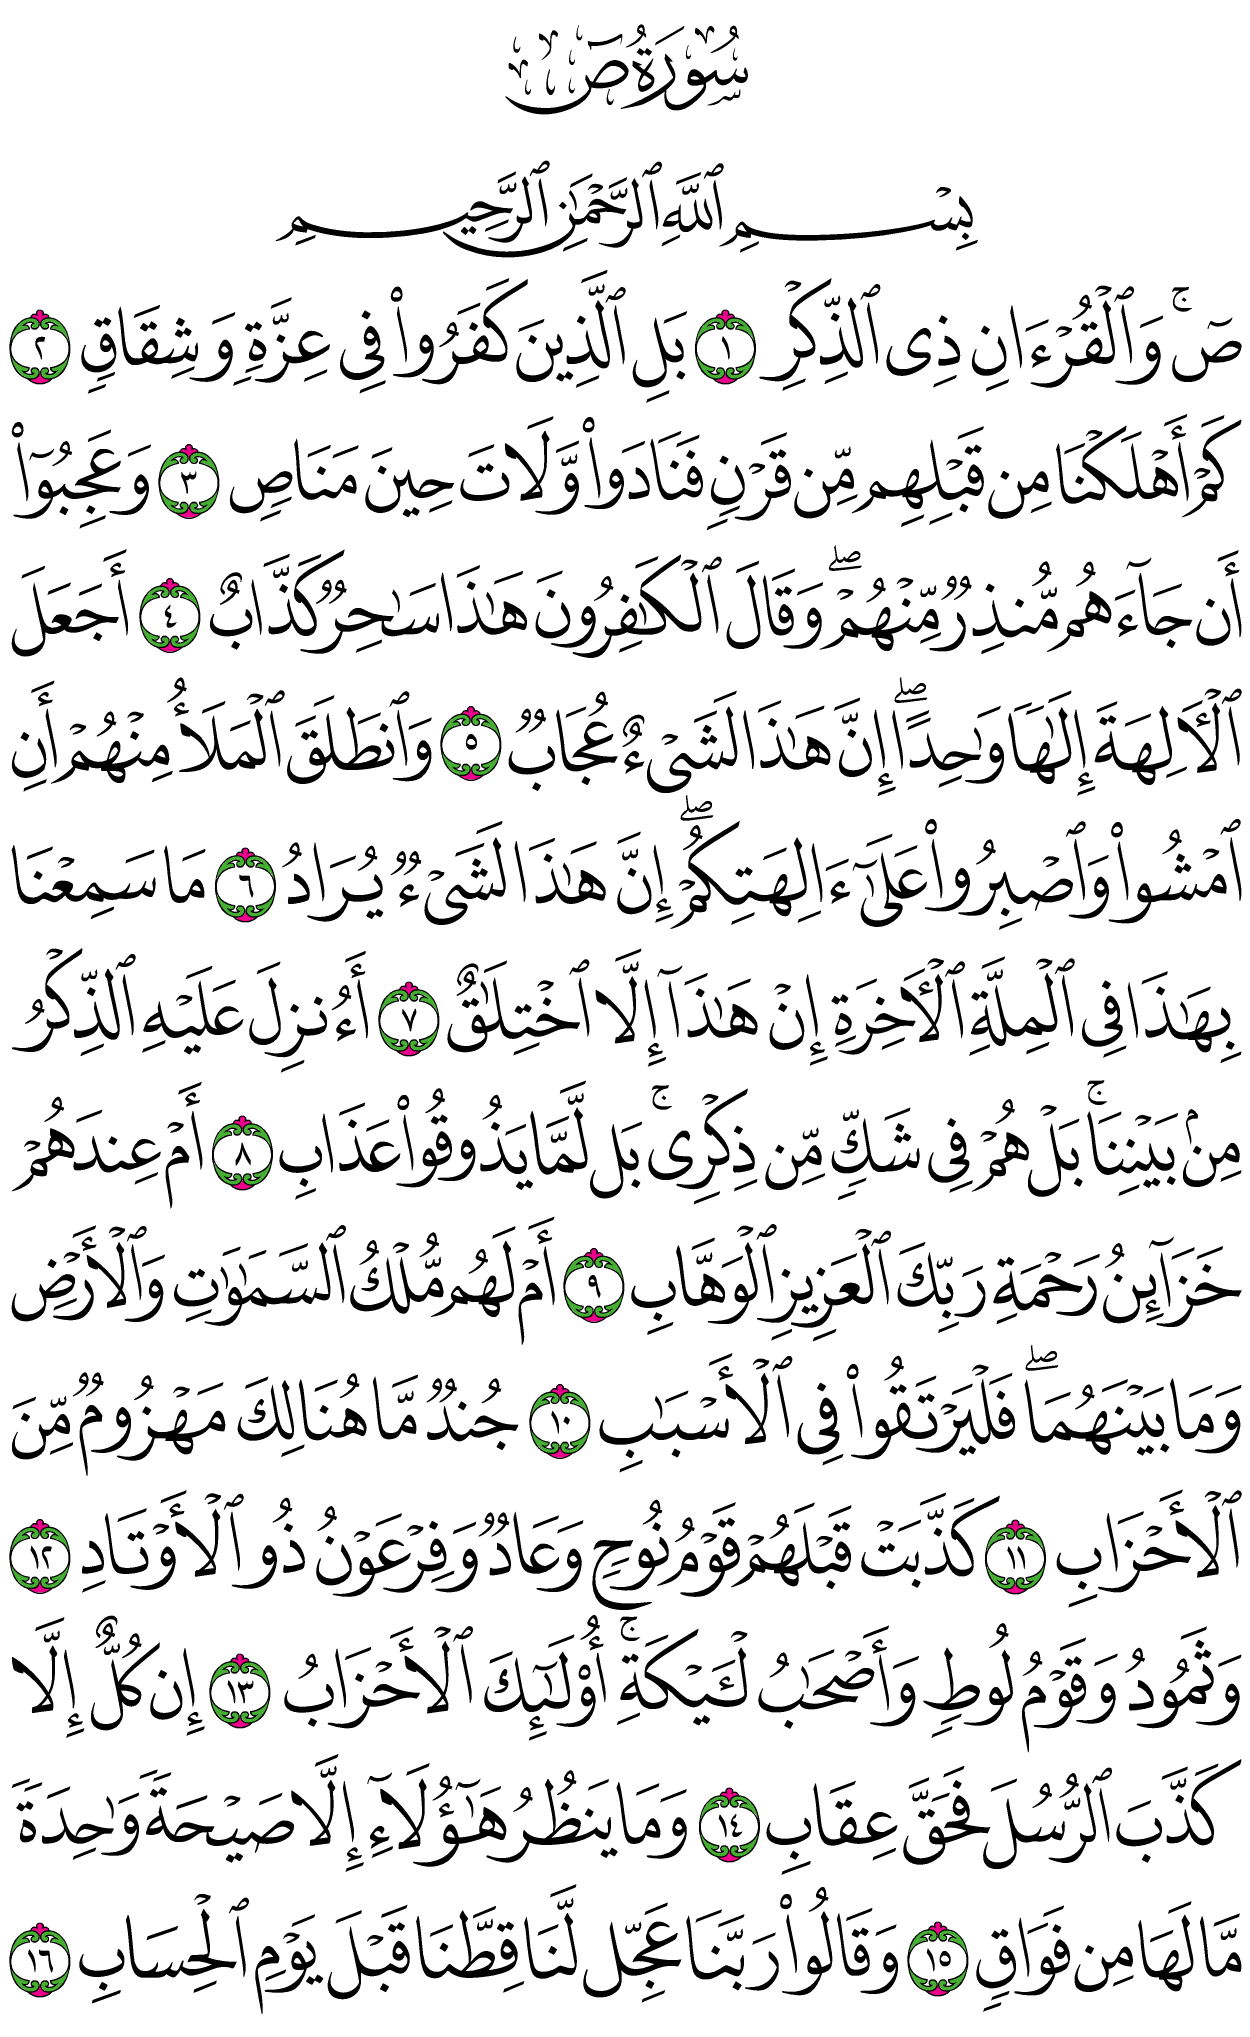 سُورَةُ صٓ
بِسۡمِ ٱللَّهِ ٱلرَّحۡمَٰنِ ٱلرَّحِيمِ
صٓۚ وَٱلۡقُرۡءَانِ ذِى ٱلذِّكۡرِ ١ بَلِ ٱلَّذِينَ كَفَرُواْ فِى عِزَّةٍ وَشِقَاقٍ ٢
كَمۡ أَهۡلَكۡنَا مِن قَبۡلِهِم مِّن قَرۡنٍ فَنَادَواْ وَّلَاتَ حِينَ مَنَاصٍ ٣ وَعَجِبُوٓاْ
أَن جَآءَهُم مُّنذِرٌ مِّنۡهُمۡۖ وَقَالَ ٱلۡكَٰفِرُونَ هَٰذَا سَٰحِرٌ كَذَّابٌ ٤ أَجَعَلَ
ٱلۡأٓلِهَةَ إِلَٰهًا وَٰحِدًاۖ إِنَّ هَٰذَا لَشَىۡءٌ عُجَابٌ ٥ وَٱنطَلَقَ ٱلۡمَلَأُ مِنۡهُمۡ أَنِ
ٱمۡشُواْ وَٱصۡبِرُواْ عَلَىٰٓ ءَالِهَتِكُمۡۖ إِنَّ هَٰذَا لَشَىۡءٌ يُرَادُ ٦ مَا سَمِعۡنَا
بِهَٰذَا فِى ٱلۡمِلَّةِ ٱلۡأٓخِرَةِ إِنۡ هَٰذَآ إِلَّا ٱخۡتِلَٰقٌ ٧ أَءُنزِلَ عَلَيۡهِ ٱلذِّكۡرُ
مِنۢ بَيۡنِنَاۚ بَلۡ هُمۡ فِى شَكٍّ مِّن ذِكۡرِىۚ بَل لَّمَّا يَذُوقُواْ عَذَابِ ٨ أَمۡ عِندَهُمۡ
خَزَآئِنُ رَحۡمَةِ رَبِّكَ ٱلۡعَزِيزِ ٱلۡوَهَّابِ ٩ أَمۡ لَهُم مُّلۡكُ ٱلسَّمَٰوَٰتِ وَٱلۡأَرۡضِ
وَمَا بَيۡنَهُمَاۖ فَلۡيَرۡتَقُواْ فِى ٱلۡأَسۡبَٰبِ ١٠ جُندٌ مَّا هُنَالِكَ مَهۡزُومٌ مِّنَ
ٱلۡأَحۡزَابِ ١١ كَذَّبَتۡ قَبۡلَهُمۡ قَوۡمُ نُوحٍ وَعَادٌ وَفِرۡعَوۡنُ ذُو ٱلۡأَوۡتَادِ ١٢
وَثَمُودُ وَقَوۡمُ لُوطٍ وَأَصۡحَٰبُ لۡـَٔيۡكَةِۚ أُوْلَٰٓئِكَ ٱلۡأَحۡزَابُ ١٣ إِن كُلٌّ إِلَّا
كَذَّبَ ٱلرُّسُلَ فَحَقَّ عِقَابِ ١٤ وَمَا يَنظُرُ هَٰٓؤُلَآءِ إِلَّا صَيۡحَةً وَٰحِدَةً
مَّا لَهَا مِن فَوَاقٍ ١٥ وَقَالُواْ رَبَّنَا عَجِّل لَّنَا قِطَّنَا قَبۡلَ يَوۡمِ ٱلۡحِسَابِ ١٦